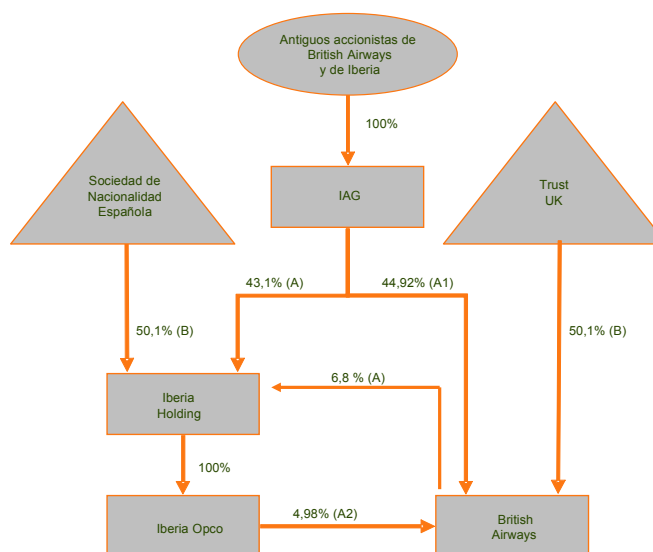 Antiguos accionistas de
British Airways
y de Iberia
100%
Sociedad de
Nacionalidad
Española
IAG
Trust
UK
43,1% (A)
44,92% (A1)
50,1% (B)
50,1% (B)
6,8 % (A)
Iberia
Holding
100%
Iberia Opco
4,98% (A2)
British
Airways